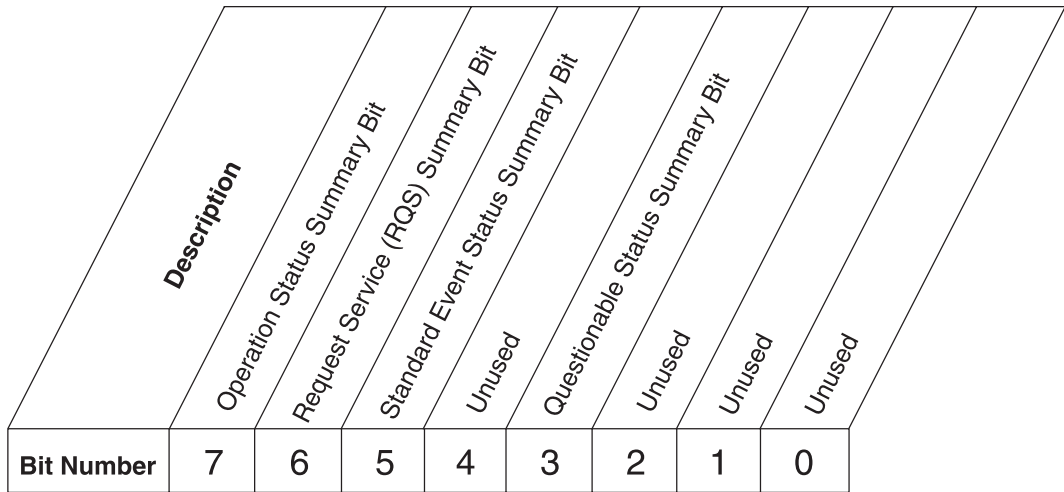 Description
Operation Status Summary Bit
Request Service (RQS) Summary Bit
Standard Event Status Summary Bit
Unused
Questionable Status Summary Bit
Unused
Unused
Unused
Bit Number 7 6 5 4 3 2 1 0